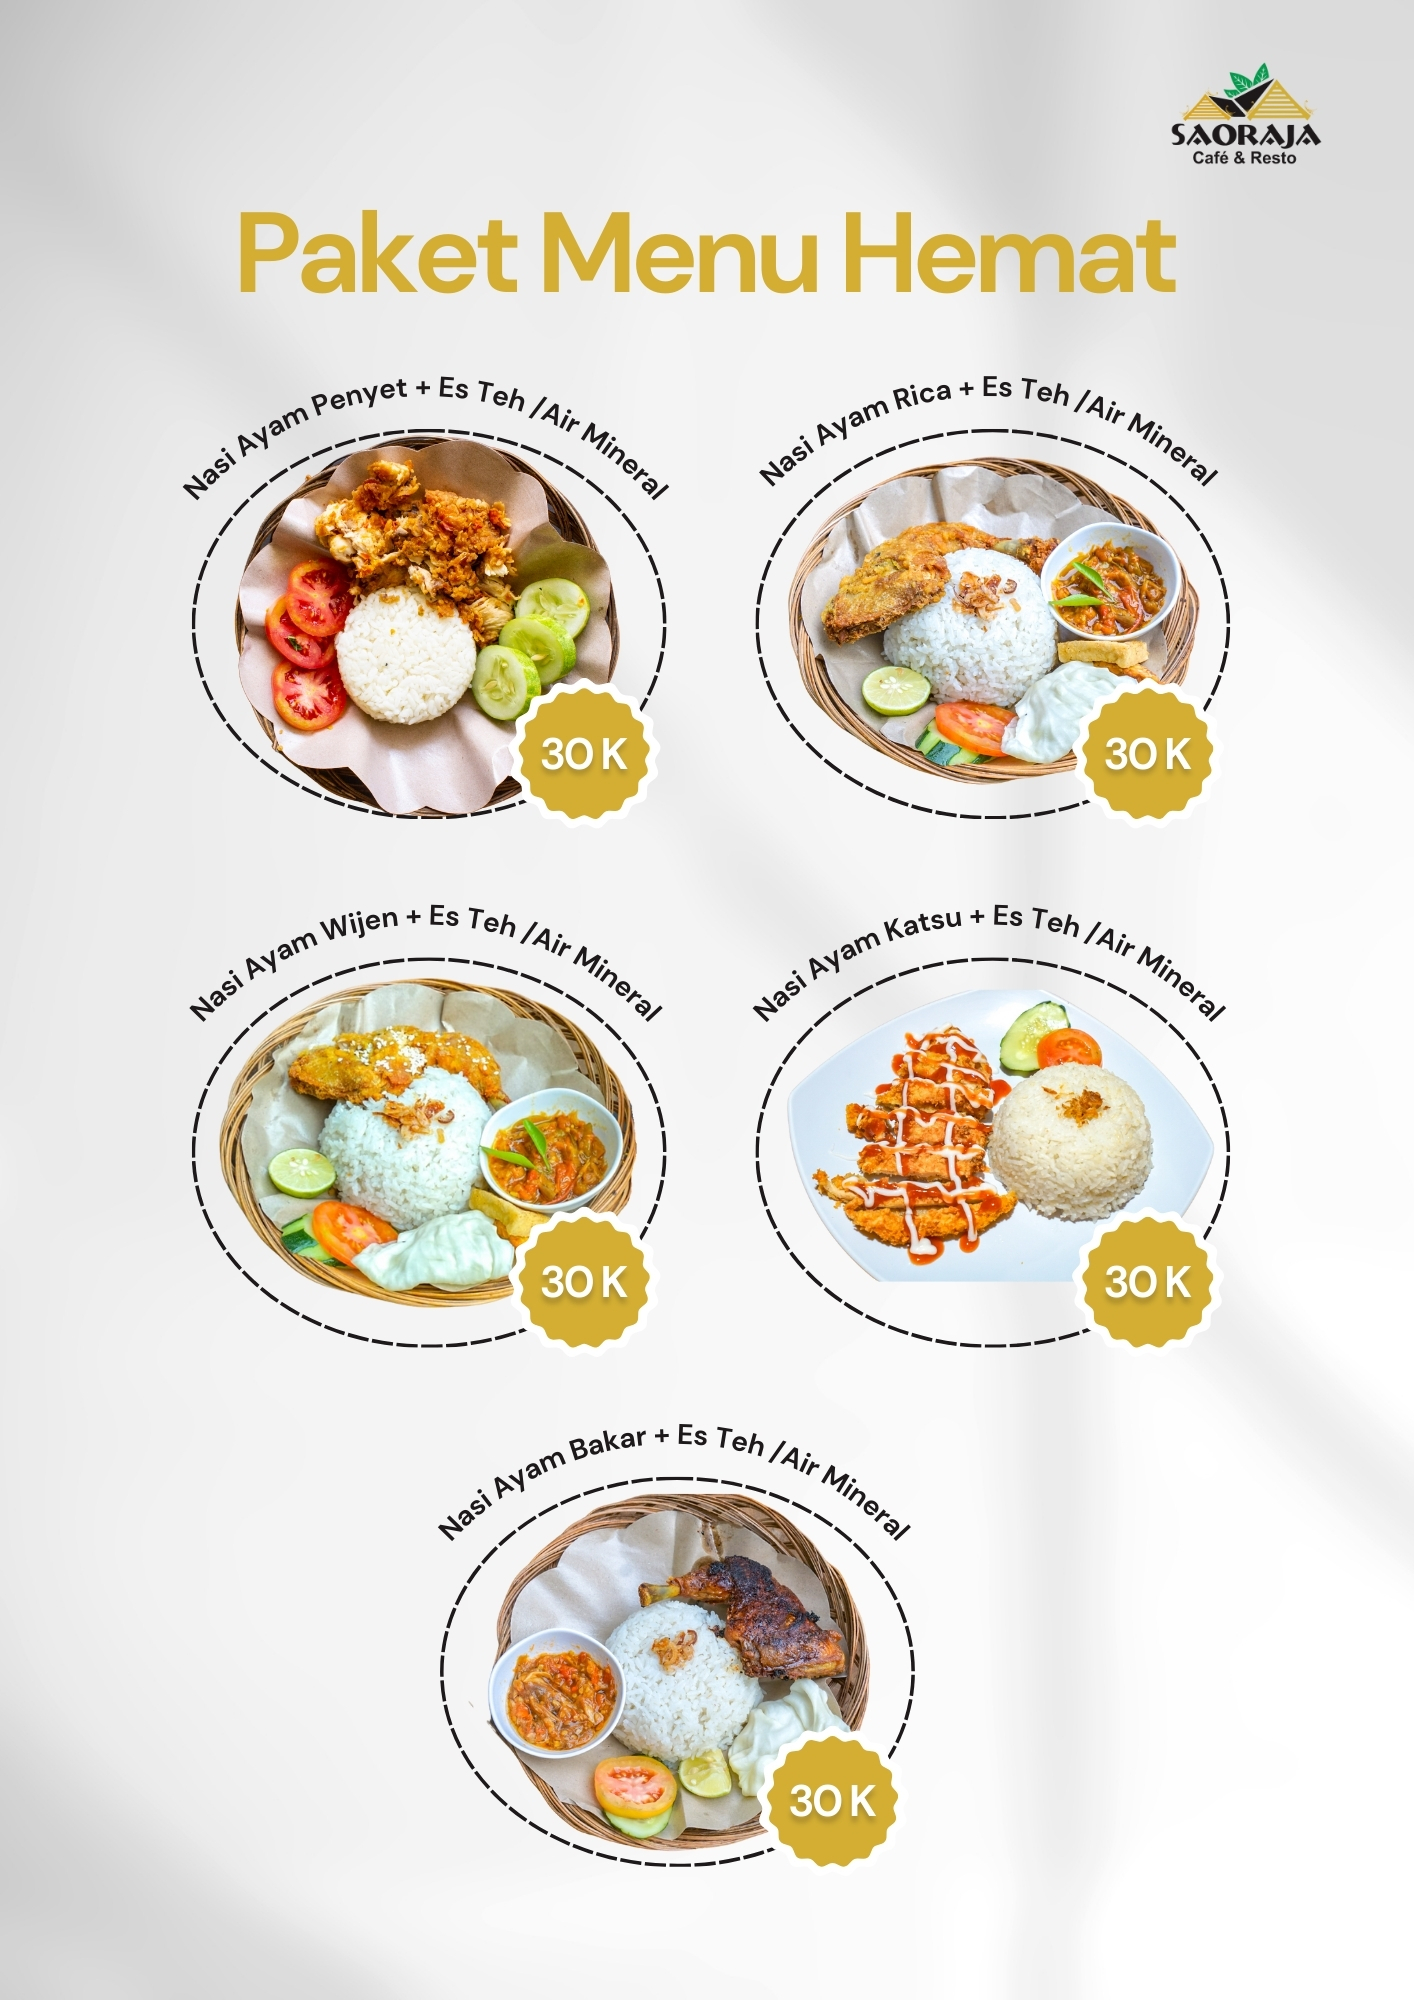 SAORAJA
Café & Resto
Paket Menu Hemat
Nasi Ayam Penyet + Es Teh /Air Mineral
30 K
Nasi Ayam Rica + Es Teh /Air Mineral
30 K
Nasi Ayam Wijen + Es Teh /Air Mineral
30 K
Nasi Ayam Katsu + Es Teh /Air Mineral
30 K
Nasi Ayam Bakar + Es Teh /Air Mineral
30 K